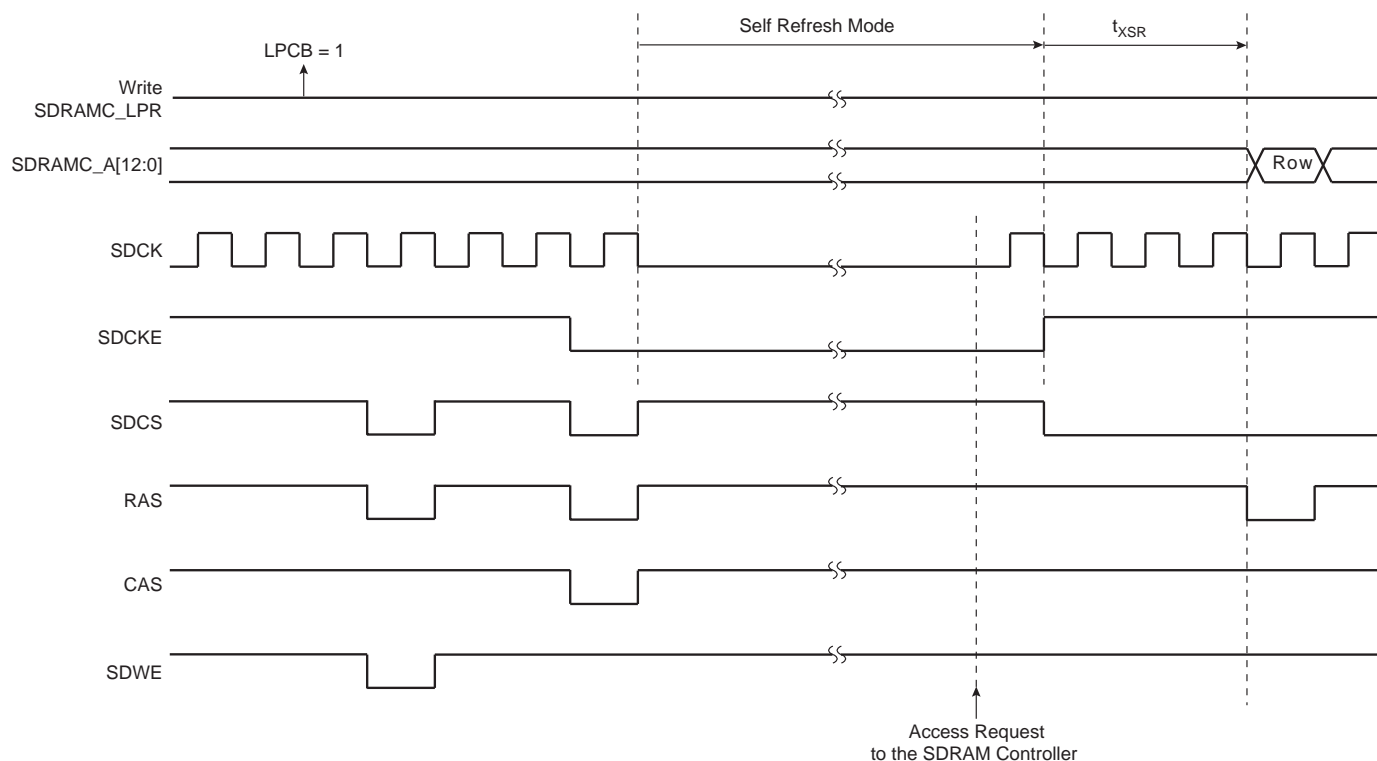 Self Refresh Mode
tXSR
LPCB = 1
Write
SDRAMC_LPR
SDRAMC_A[12:0]
Row
SDCK
SDCKE
SDCS
RAS
CAS
SDWE
Access Request
to the SDRAM Controller